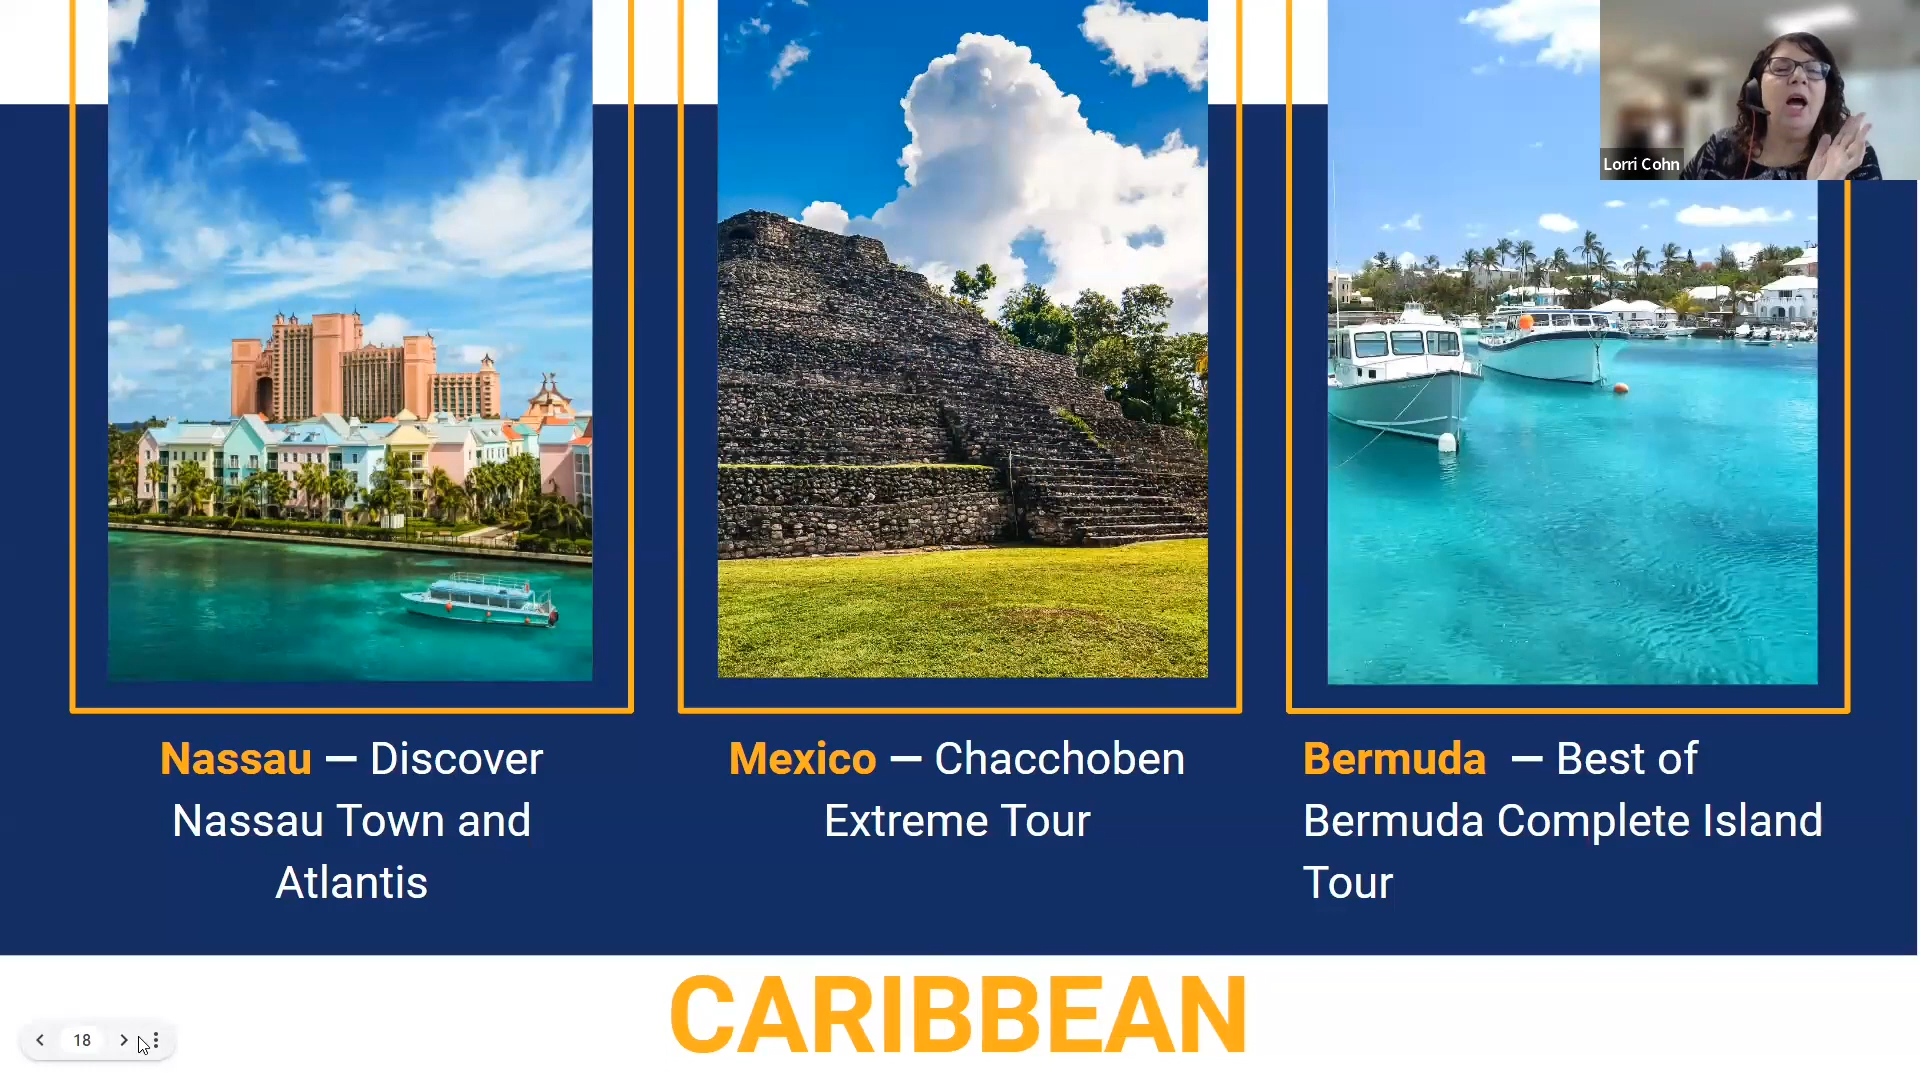 Lorri Cohn
Nassau — Discover
Nassau Town and
Atlantis
Mexico — Chacchoben
Extreme Tour
Bermuda — Best of
Bermuda Complete Island
Tour
CARIBBEAN
18